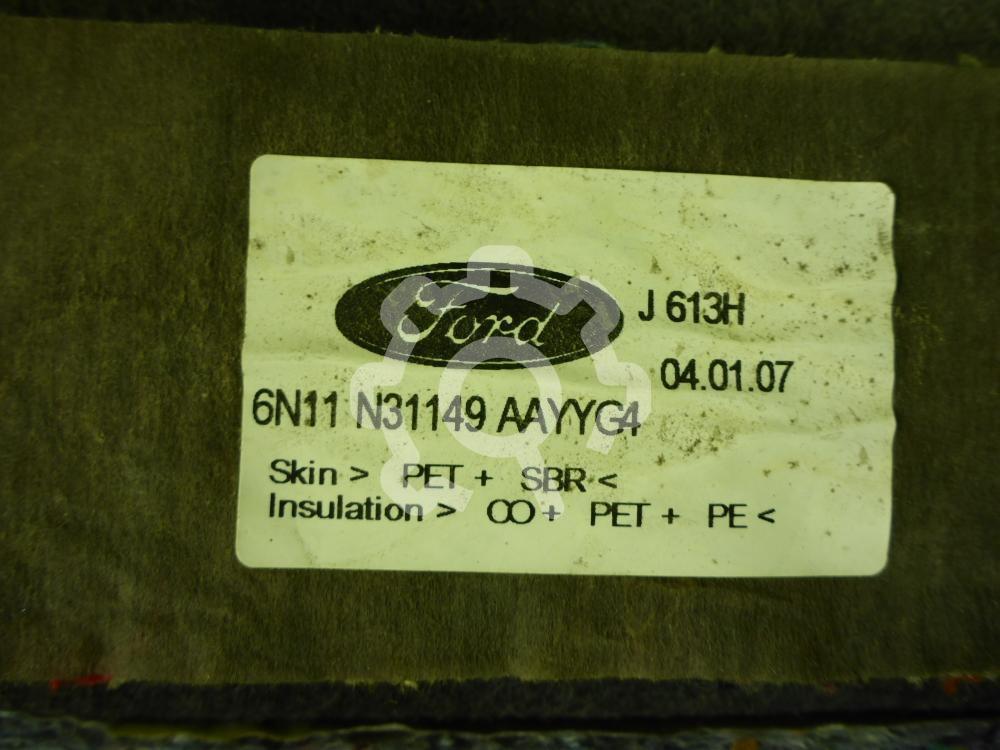 Ford
J 613H
04.01.07
6N11 N31149 AAYYG4
Skin > PET + SBR <
Insulation > CO + PET + PE <